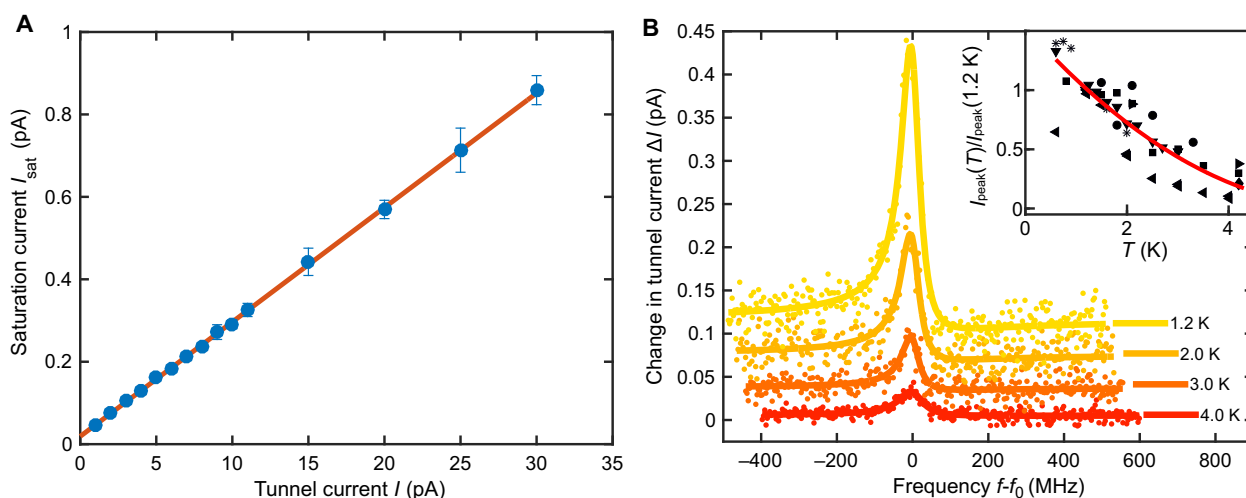 A
Saturation current I_sat (pA)
1
0.8
0.6
0.4
0.2
0
0 5 10 15 20 25 30 35
Tunnel current I (pA)
B
Change in tunnel current ΔI (pA)
0.45
0.4
0.35
0.3
0.25
0.2
0.15
0.1
0.05
0
–400 –200 0 200 400 600 800
Frequency f-f0 (MHz)
1.2 K
2.0 K
3.0 K
4.0 K
I_peak(T)/I_peak(1.2 K)
1
0.5
1
0 2 4
T (K)